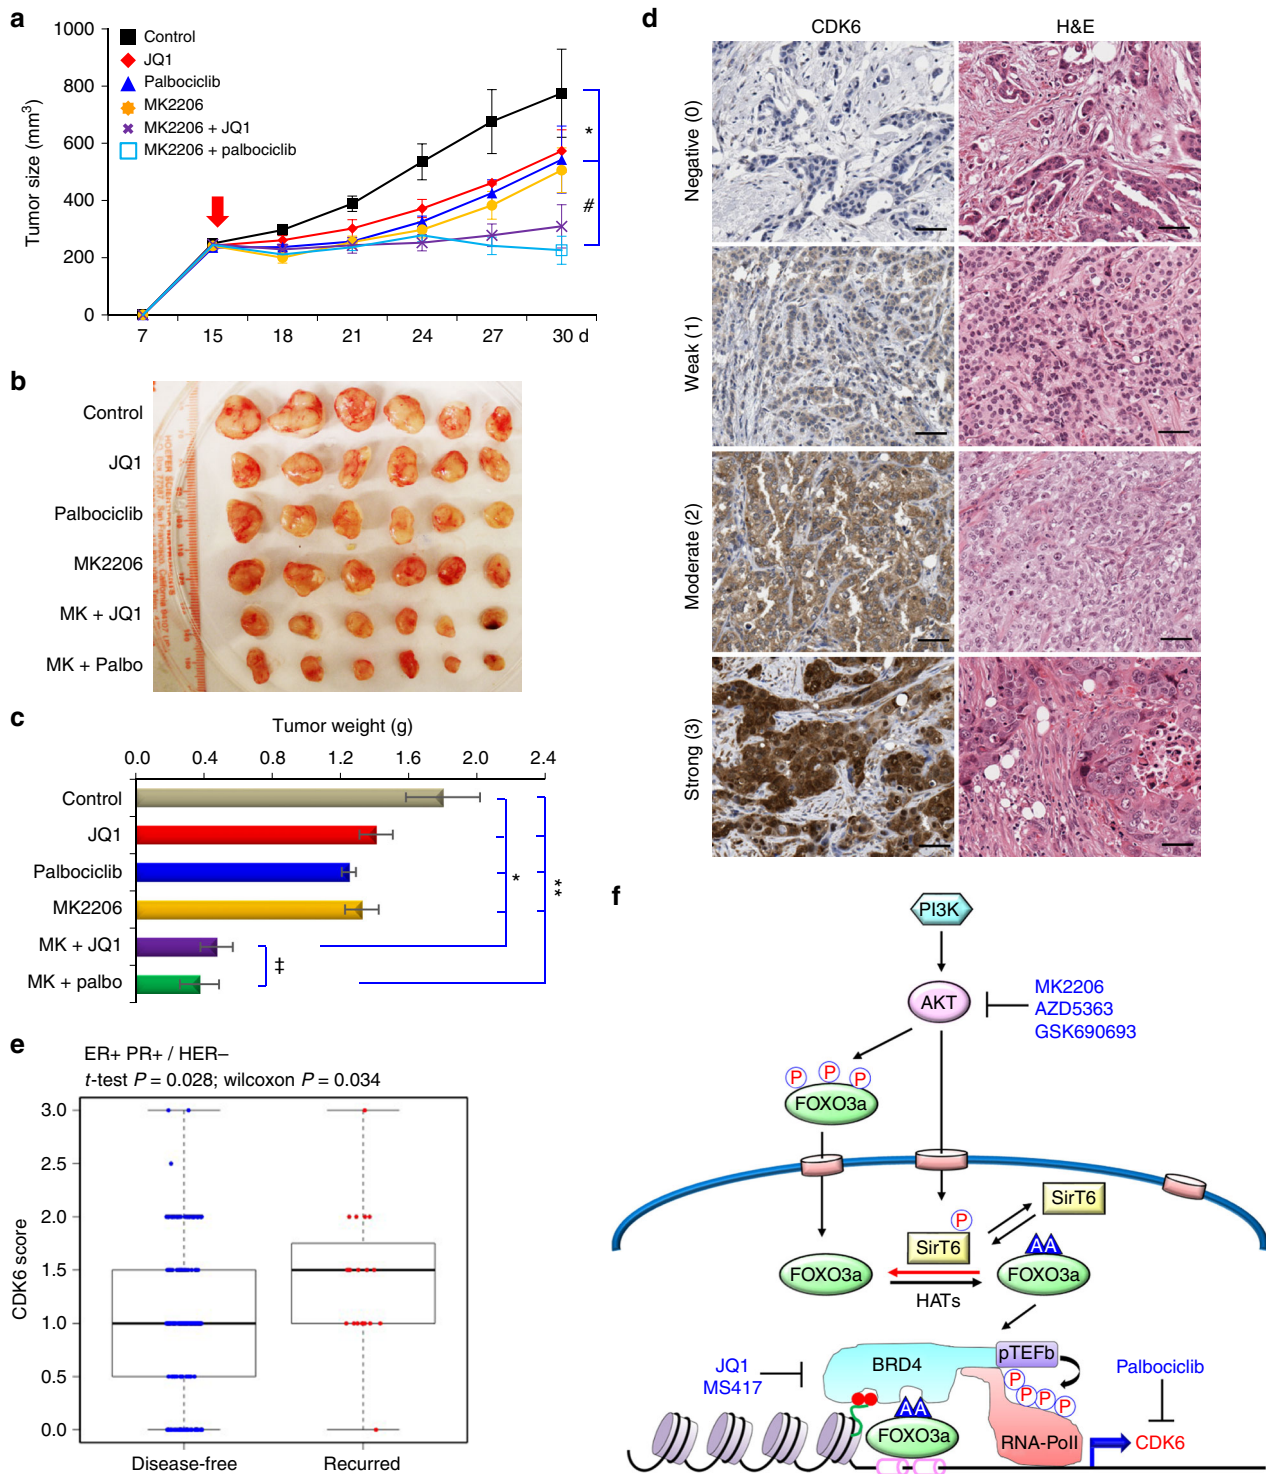 a
1000
800
600
400
200
0
Tumor size (mm³)
Control
JQ1
Palbociclib
MK2206
MK2206 + JQ1
MK2206 + palbociclib
*
#
7 15 18 21 24 27 30 d
b
Control
JQ1
Palbociclib
MK2206
MK + JQ1
MK + Palbo
c
Tumor weight (g)
0.0 0.4 0.8 1.2 1.6 2.0 2.4
Control
JQ1
Palbociclib
MK2206
MK + JQ1
MK + palbo
*
**
‡
d
CDK6 H&E
Negative (0)
Weak (1)
Moderate (2)
Strong (3)
e
ER+ PR+ / HER–
t-test P = 0.028; wilcoxon P = 0.034
CDK6 score
3.0
2.5
2.0
1.5
1.0
0.5
0.0
Disease-free Recurred
f
PI3K
AKT
MK2206
AZD5363
GSK690693
P P P
FOXO3a
SirT6
P
SirT6
AA
FOXO3a
FOXO3a
HATs
JQ1
MS417
BRD4
pTEFb
P
P
P
P
AA
FOXO3a
RNA-PolI
Palbociclib
CDK6